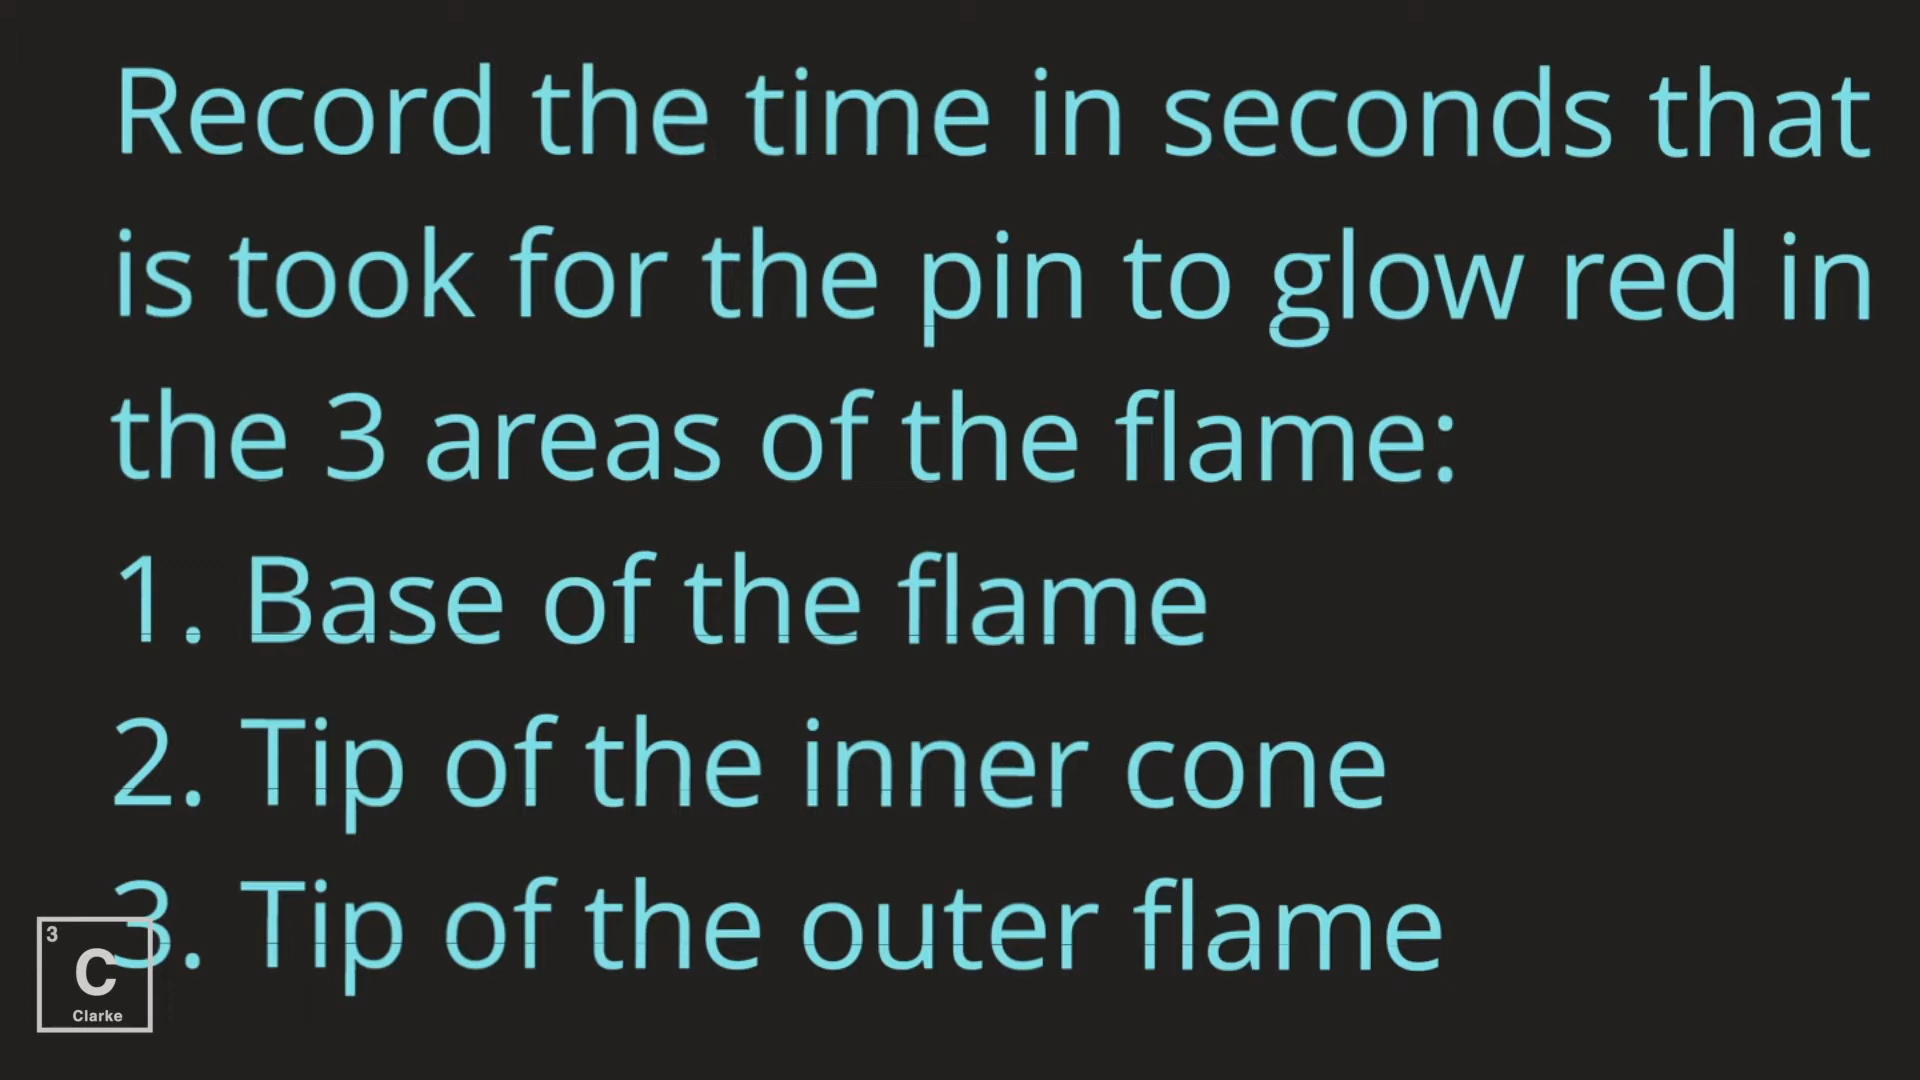 Record the time in seconds that
is took for the pin to glow red in
the 3 areas of the flame:
1. Base of the flame
2. Tip of the inner cone
3. Tip of the outer flame
3
C
Clarke